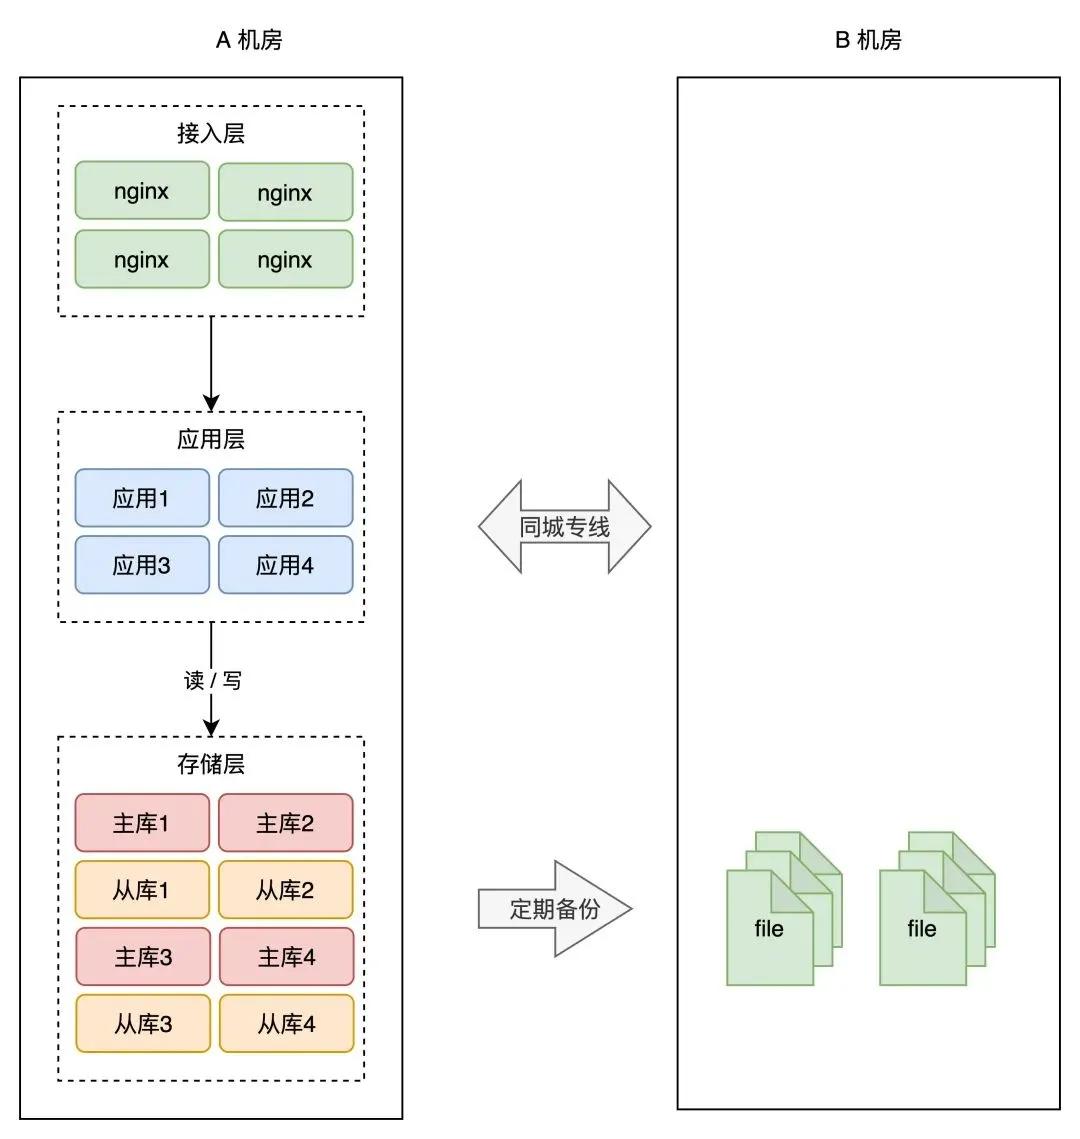 A 机房
B 机房
接入层
nginx
nginx
nginx
nginx
应用层
应用1
应用2
应用3
应用4
同城专线
读 / 写
存储层
主库1
主库2
从库1
从库2
主库3
主库4
从库3
从库4
定期备份
file
file